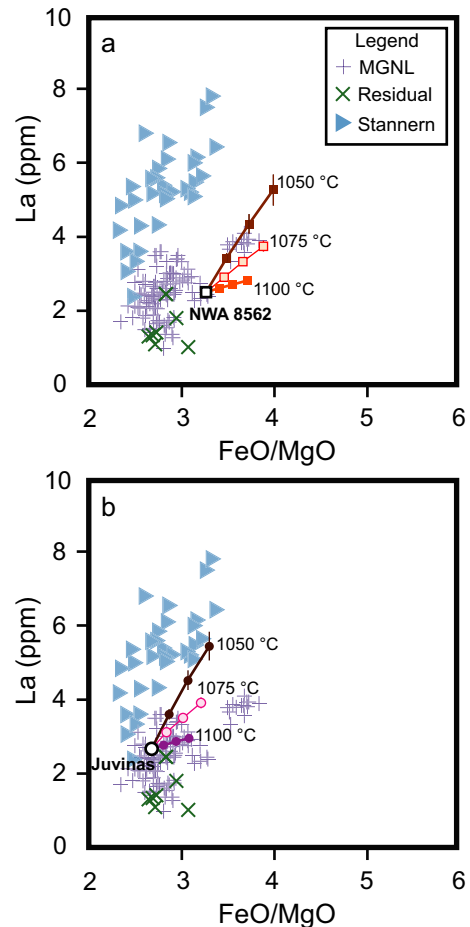 10
a
Legend
MGNL
Residual
Stannern
8
6
1050 °C
4
1075 °C
1100 °C
2
NWA 8562
0
La (ppm)
2 3 4 5 6
FeO/MgO
10
b
8
6
1050 °C
4
1075 °C
1100 °C
Juvinas
2
0
La (ppm)
2 3 4 5 6
FeO/MgO